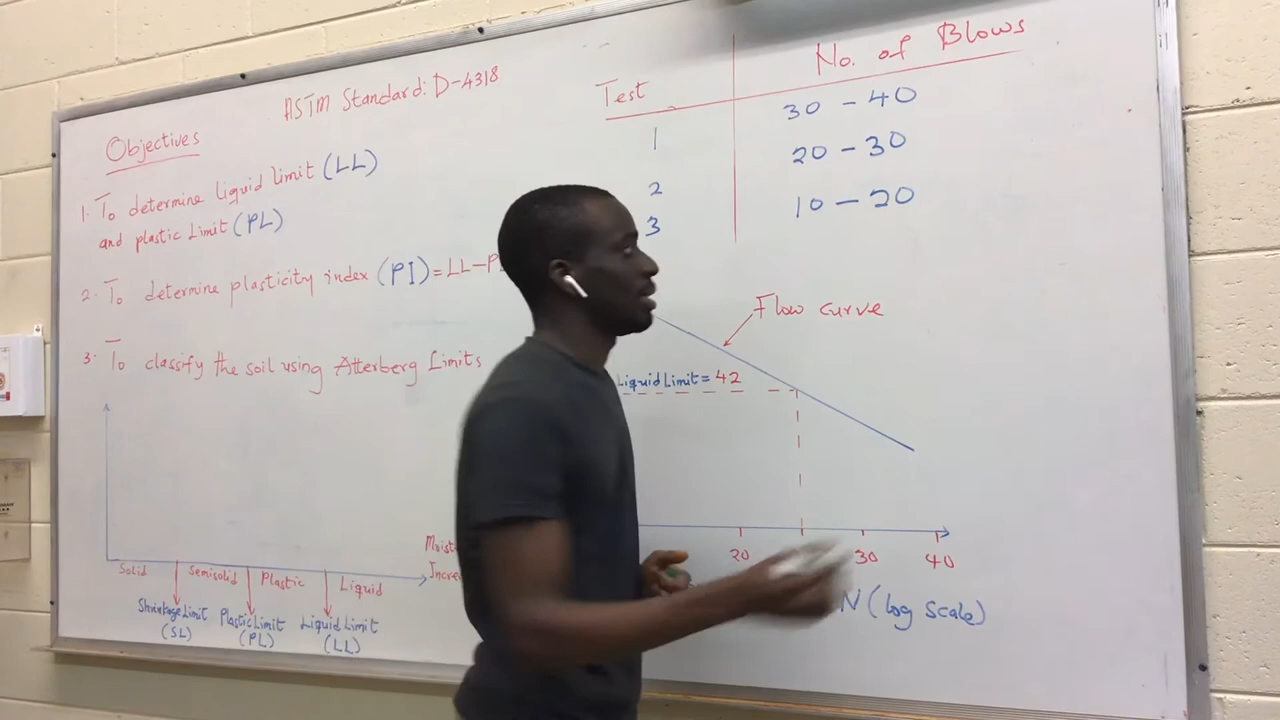 ASTM Standard: D-4318
Objectives
1. To determine liquid limit (LL)
and plastic Limit (PL)
2. To determine plasticity index (PI) = LL-P
3. To classify the soil using Atterberg Limits
Solid
Semisolid
Plastic
Liquid
Shrinkage Limit
(SL)
Plastic Limit
(PL)
Liquid Limit
(LL)
Test
No. of Blows
1
30 - 40
2
20 - 30
3
10 - 20
Flow curve
Liquid Limit = 42
20
30
40
N (log scale)